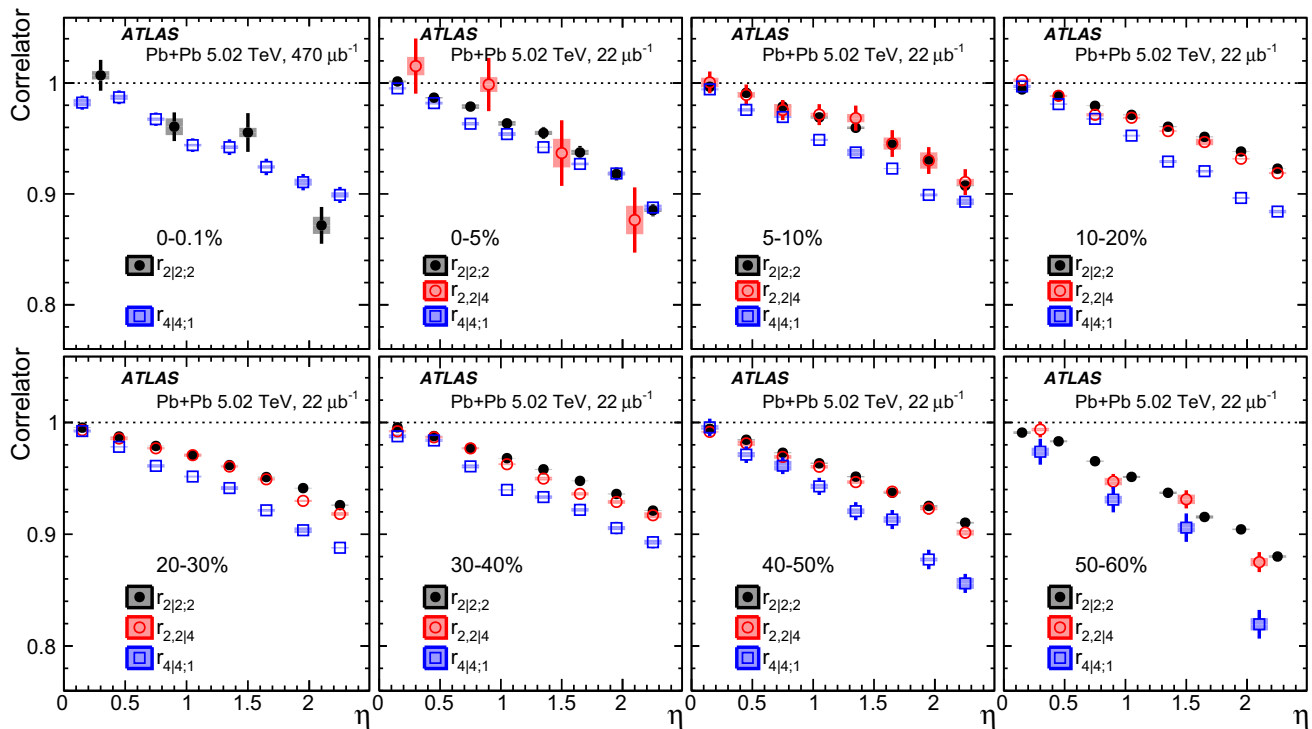 Correlator
1
0.9
0.8
ATLAS
Pb+Pb 5.02 TeV, 470 μb⁻¹
0-0.1%
r₂|₂;₂
r₄|₄;₁
ATLAS
Pb+Pb 5.02 TeV, 22 μb⁻¹
0-5%
r₂|₂;₂
r₂,₂|₄
r₄|₄;₁
ATLAS
Pb+Pb 5.02 TeV, 22 μb⁻¹
5-10%
r₂|₂;₂
r₂,₂|₄
r₄|₄;₁
ATLAS
Pb+Pb 5.02 TeV, 22 μb⁻¹
10-20%
r₂|₂;₂
r₂,₂|₄
r₄|₄;₁
Correlator
1
0.9
0.8
ATLAS
Pb+Pb 5.02 TeV, 22 μb⁻¹
20-30%
r₂|₂;₂
r₂,₂|₄
r₄|₄;₁
0 0.5 1 1.5 2 η
ATLAS
Pb+Pb 5.02 TeV, 22 μb⁻¹
30-40%
r₂|₂;₂
r₂,₂|₄
r₄|₄;₁
0 0.5 1 1.5 2 η
ATLAS
Pb+Pb 5.02 TeV, 22 μb⁻¹
40-50%
r₂|₂;₂
r₂,₂|₄
r₄|₄;₁
0 0.5 1 1.5 2 η
ATLAS
Pb+Pb 5.02 TeV, 22 μb⁻¹
50-60%
r₂|₂;₂
r₂,₂|₄
r₄|₄;₁
0 0.5 1 1.5 2 η